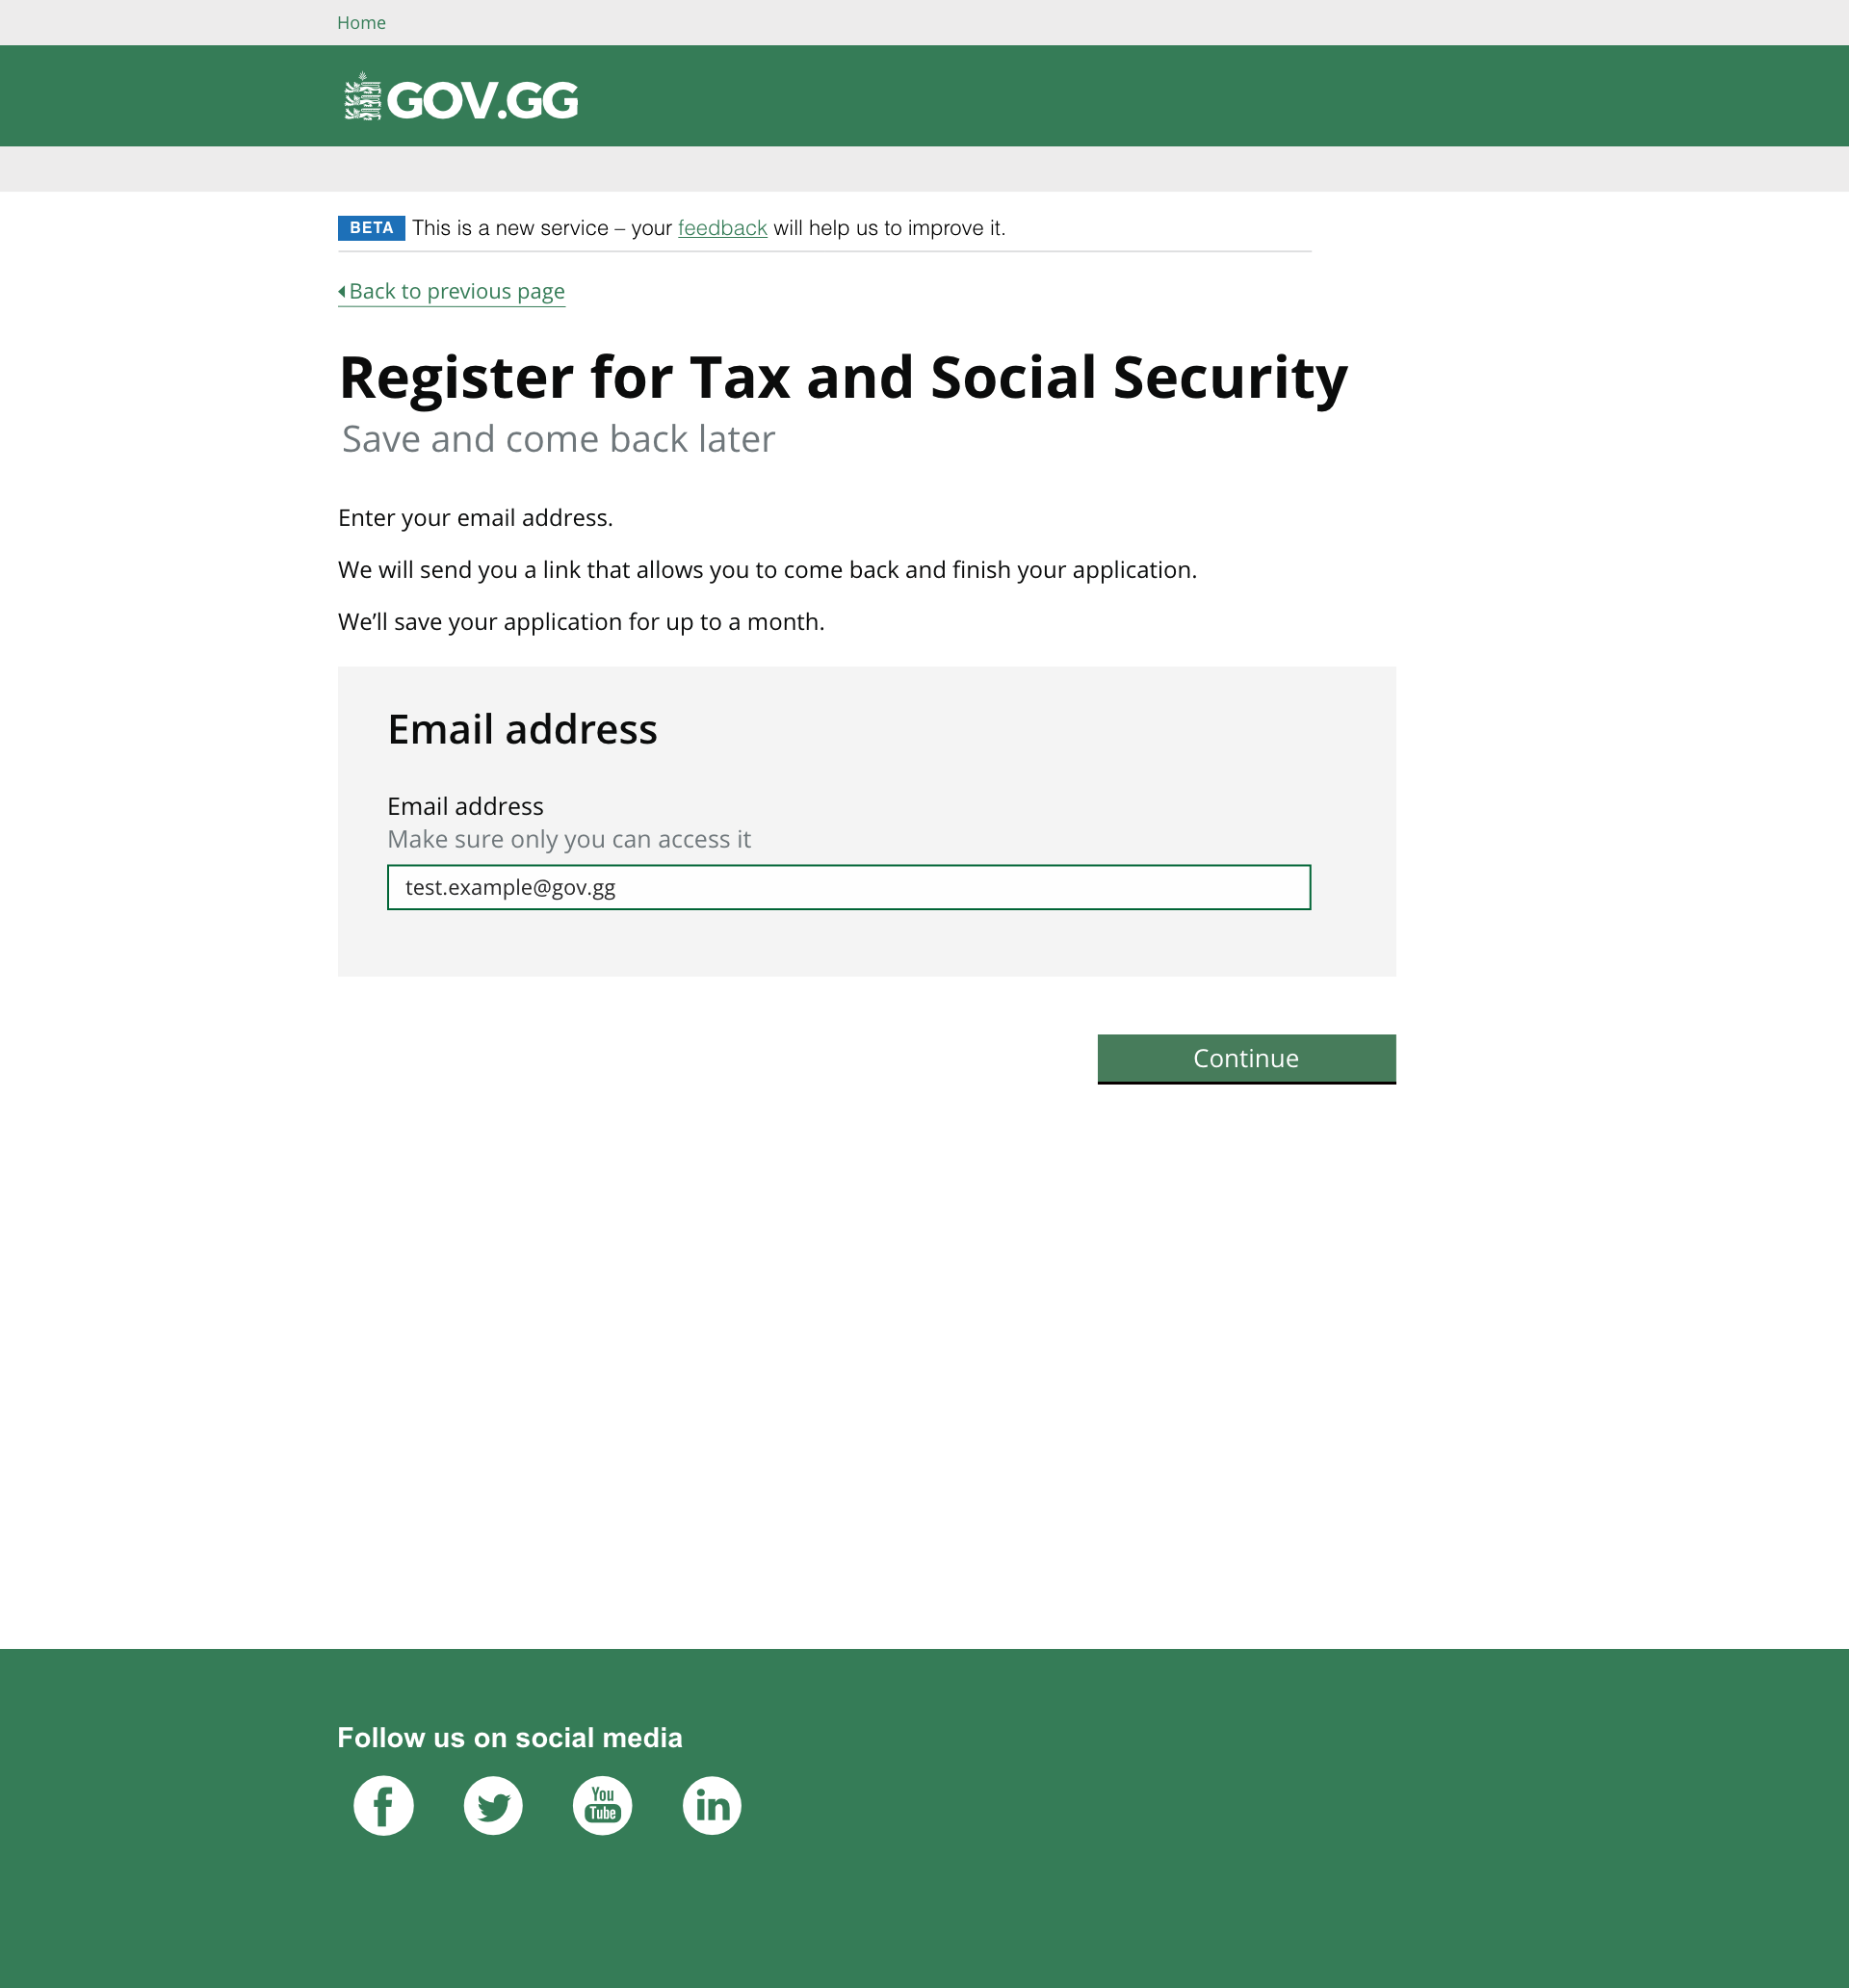 Home
GOV.GG
BETA This is a new service – your feedback will help us to improve it.
Back to previous page
Register for Tax and Social Security
Save and come back later
Enter your email address.
We will send you a link that allows you to come back and finish your application.
We’ll save your application for up to a month.
Email address
Email address
Make sure only you can access it
test.example@gov.gg
Continue
Follow us on social media
f You Tube in